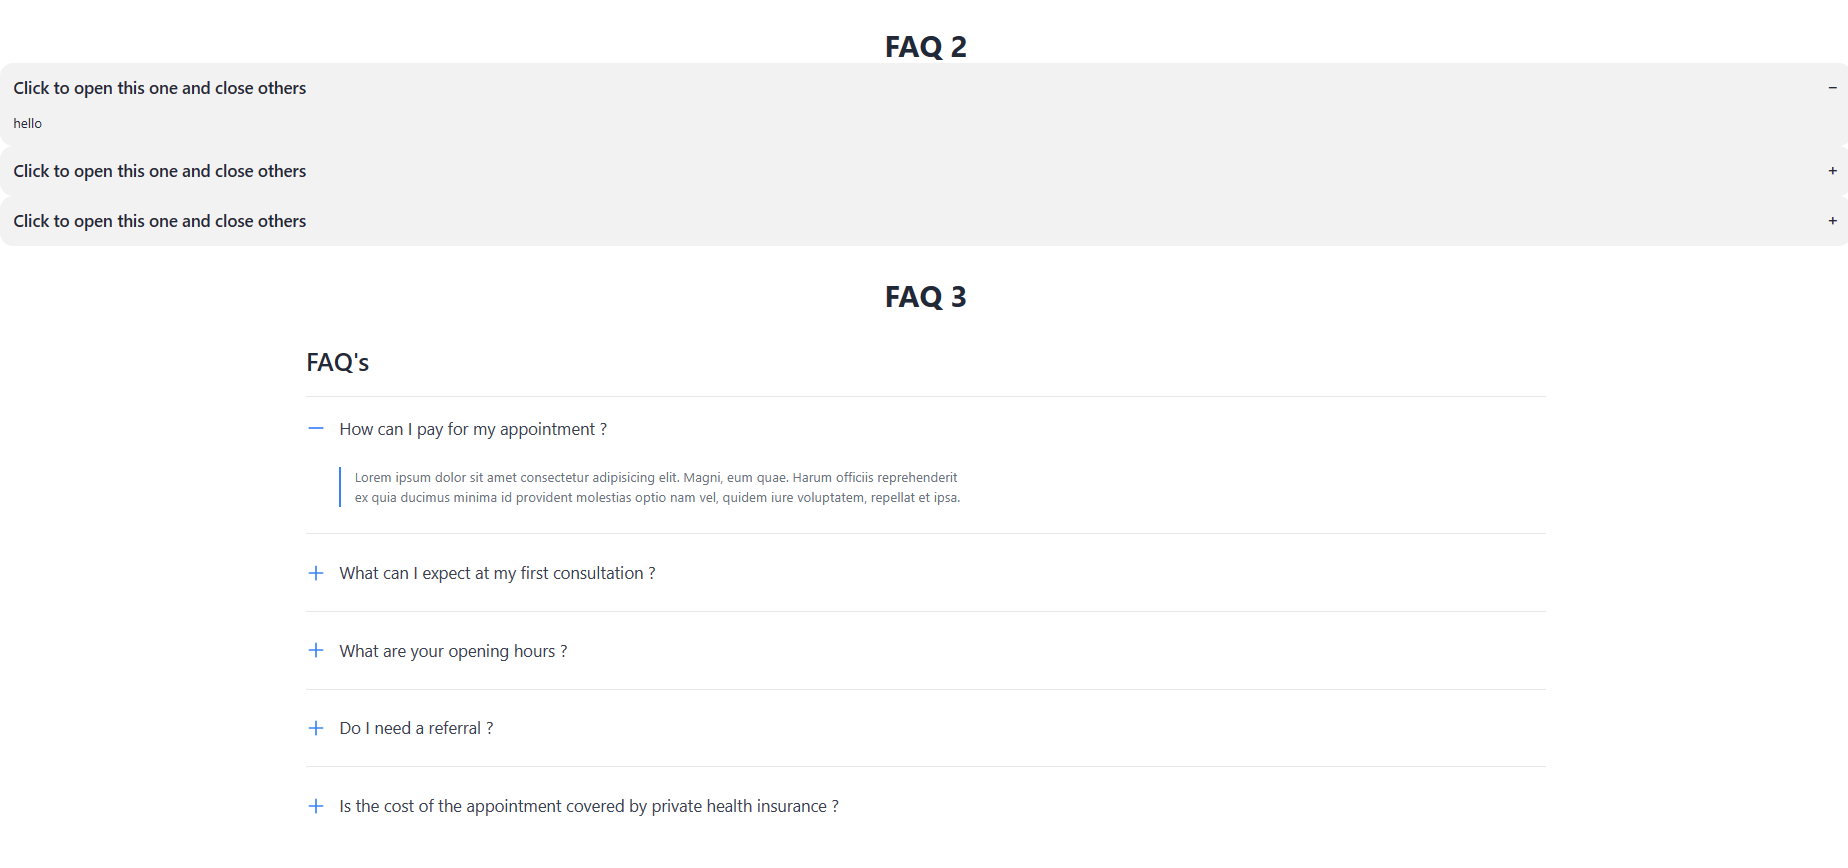 FAQ 2
Click to open this one and close others −
hello
Click to open this one and close others +
Click to open this one and close others +
FAQ 3
FAQ's
How can I pay for my appointment ?
Lorem ipsum dolor sit amet consectetur adipisicing elit. Magni, eum quae. Harum officiis reprehenderit
ex quia ducimus minima id provident molestias optio nam vel, quidem iure voluptatem, repellat et ipsa.
What can I expect at my first consultation ?
What are your opening hours ?
Do I need a referral ?
Is the cost of the appointment covered by private health insurance ?